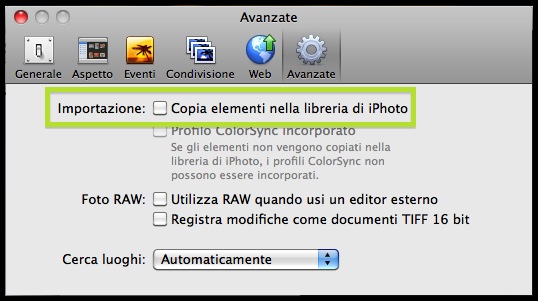 Avanzate
Generale Aspetto Eventi Condivisione Web Avanzate
Importazione: Copia elementi nella libreria di iPhoto
Profilo ColorSync incorporato
Se gli elementi non vengono copiati nella
libreria di iPhoto, i profili ColorSync non
possono essere incorporati.
Foto RAW: Utilizza RAW quando usi un editor esterno
Registra modifiche come documenti TIFF 16 bit
Cerca luoghi: Automaticamente